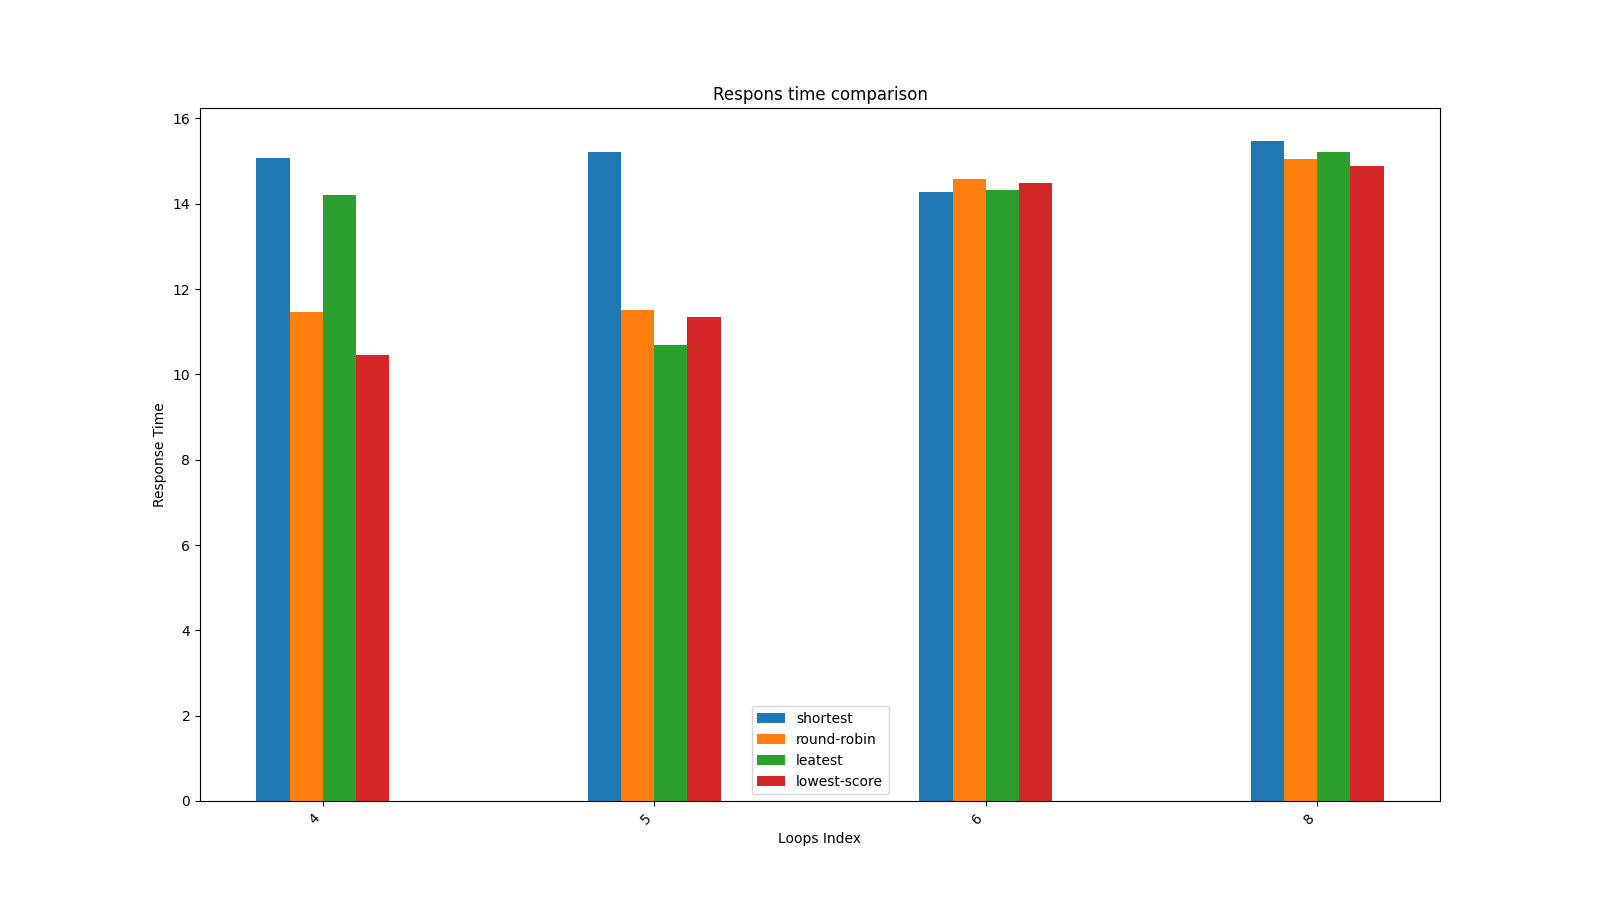 Respons time comparison
16
14
12
10
8
6
4
2
0
Response Time
4
5
6
8
Loops Index
shortest
round-robin
leatest
lowest-score